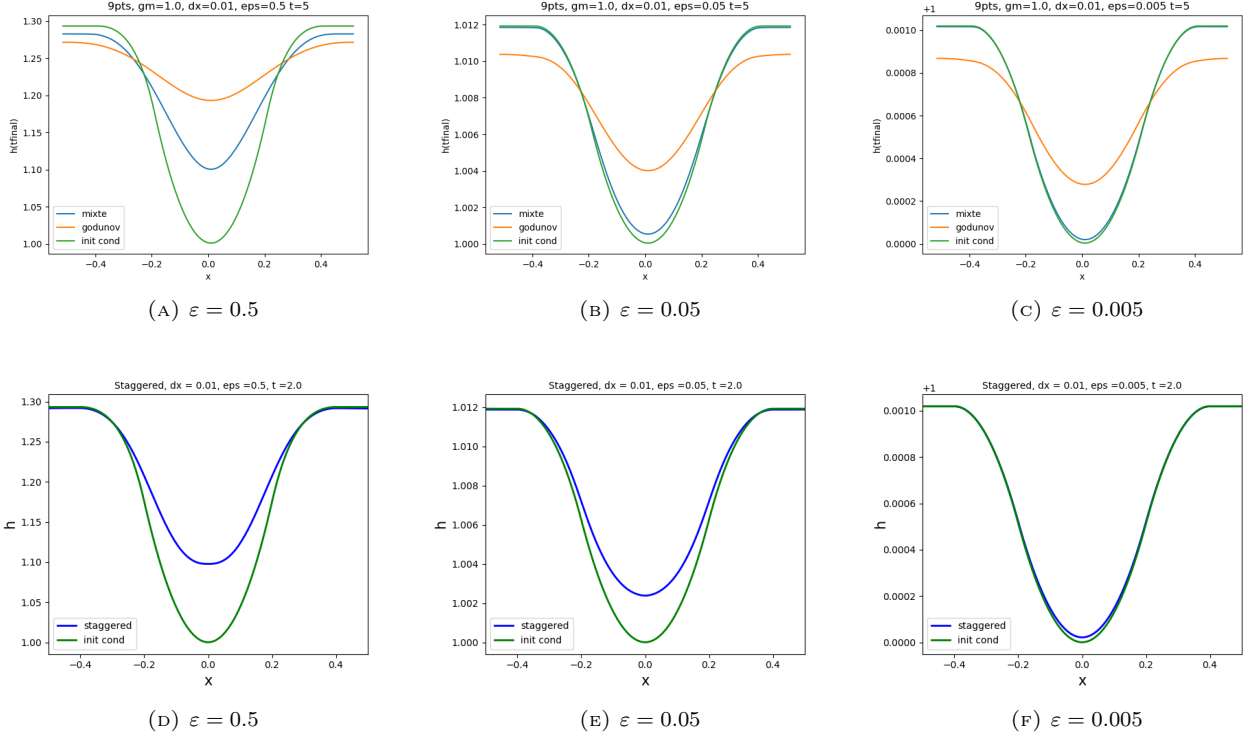 9pts, gm=1.0, dx=0.01, eps=0.5 t=5
h(tfinal)
1.30
1.25
1.20
1.15
1.10
1.05
1.00
mixte
godunov
init cond
−0.4 −0.2 0.0 0.2 0.4
x
(A) ε = 0.5
9pts, gm=1.0, dx=0.01, eps=0.05 t=5
h(tfinal)
1.012
1.010
1.008
1.006
1.004
1.002
1.000
mixte
godunov
init cond
−0.4 −0.2 0.0 0.2 0.4
x
(B) ε = 0.05
9pts, gm=1.0, dx=0.01, eps=0.005 t=5
+1
h(tfinal)
0.0010
0.0008
0.0006
0.0004
0.0002
0.0000
mixte
godunov
init cond
−0.4 −0.2 0.0 0.2 0.4
x
(C) ε = 0.005
Staggered, dx = 0.01, eps =0.5, t =2.0
h
1.30
1.25
1.20
1.15
1.10
1.05
1.00
staggered
init cond
−0.4 −0.2 0.0 0.2 0.4
x
(D) ε = 0.5
Staggered, dx = 0.01, eps =0.05, t =2.0
h
1.012
1.010
1.008
1.006
1.004
1.002
1.000
staggered
init cond
−0.4 −0.2 0.0 0.2 0.4
x
(E) ε = 0.05
Staggered, dx = 0.01, eps =0.005, t =2.0
+1
h
0.0010
0.0008
0.0006
0.0004
0.0002
0.0000
staggered
init cond
−0.4 −0.2 0.0 0.2 0.4
x
(F) ε = 0.005